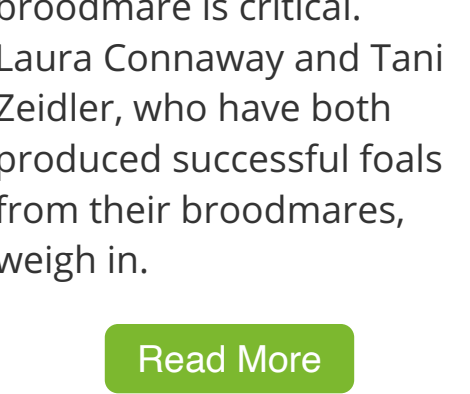 broodmare is critical.
Laura Connaway and Tani
Zeidler, who have both
produced successful foals
from their broodmares,
weigh in.
Read More